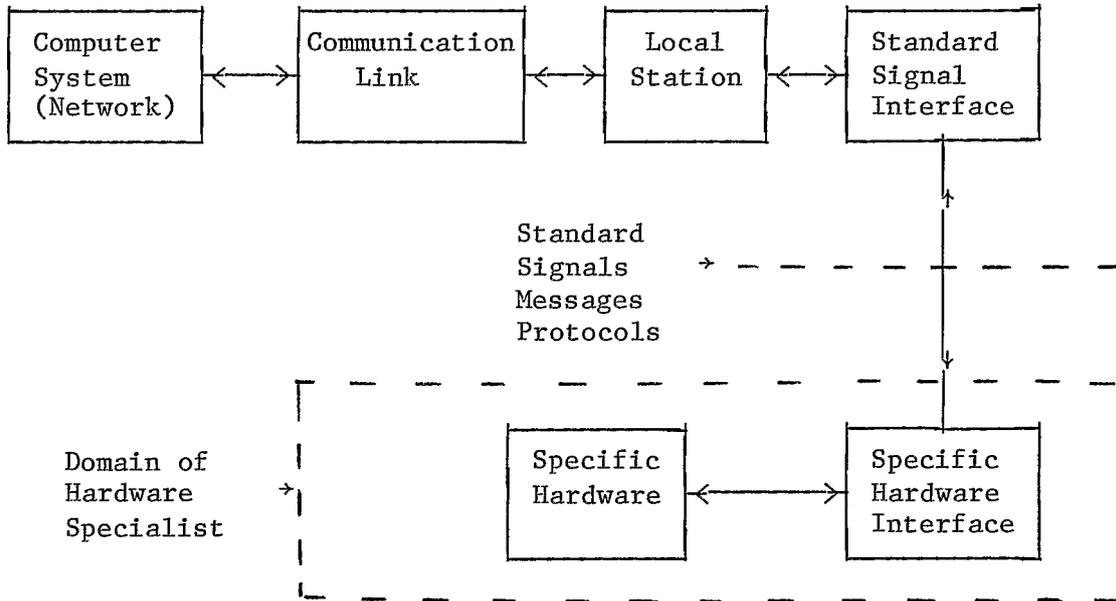 Computer
System
(Network)
Communication
Link
Local
Station
Standard
Signal
Interface
Standard
Signals
Messages
Protocols
Domain of
Hardware
Specialist
Specific
Hardware
Specific
Hardware
Interface